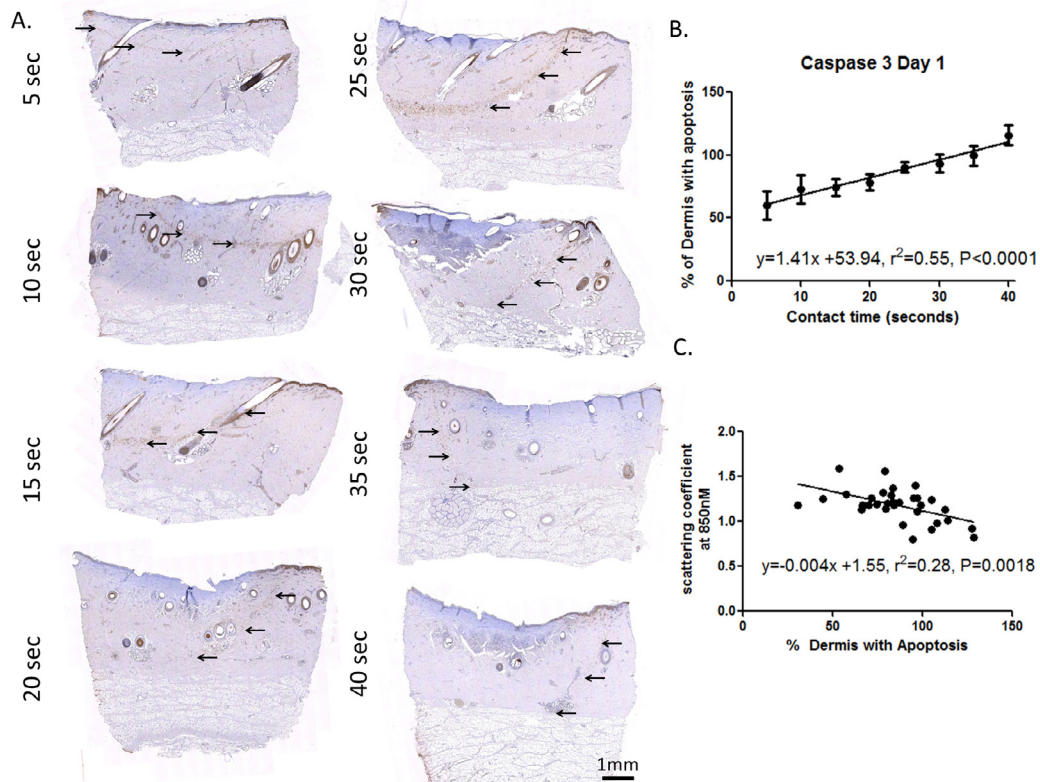 A.
5 sec
10 sec
15 sec
20 sec
25 sec
30 sec
35 sec
40 sec
1mm
B.
Caspase 3 Day 1
% of Dermis with apoptosis
150
100
50
0
y=1.41x +53.94, r²=0.55, P<0.0001
0 10 20 30 40
Contact time (seconds)
C.
scattering coefficient
at 850nM
2.0
1.5
1.0
0.5
0.0
y=-0.004x +1.55, r²=0.28, P=0.0018
0 50 100 150
% Dermis with Apoptosis